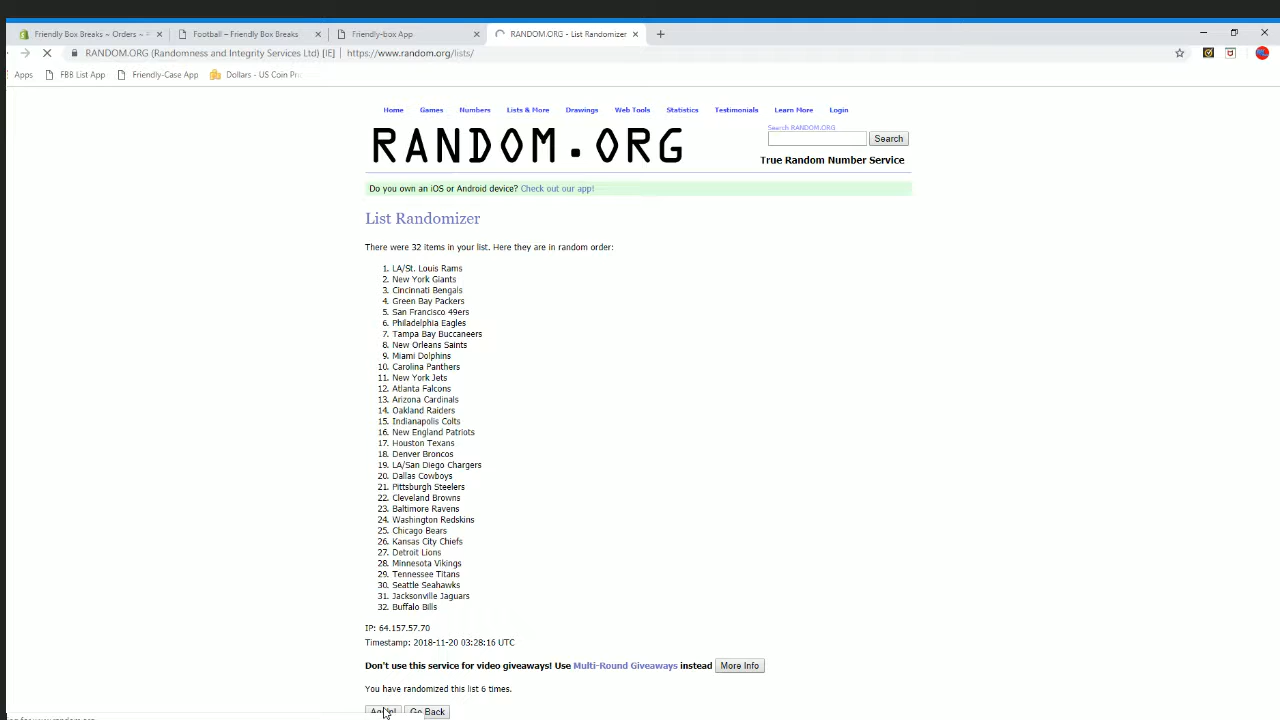 Friendly Box Breaks ~ Orders ~
Football – Friendly Box Breaks
Friendly-box App
RANDOM.ORG - List Randomizer
RANDOM.ORG (Randomness and Integrity Services Ltd) [IE] | https://www.random.org/lists/
Apps FBB List App Friendly-Case App Dollars - US Coin
Home Games Numbers Lists & More Drawings Web Tools Statistics Testimonials Learn More Login
RANDOM.ORG
Search RANDOM.ORG
Search
True Random Number Service
Do you own an iOS or Android device? Check out our app!
List Randomizer
There were 32 items in your list. Here they are in random order:
1. LA/St. Louis Rams
2. New York Giants
3. Cincinnati Bengals
4. Green Bay Packers
5. San Francisco 49ers
6. Philadelphia Eagles
7. Tampa Bay Buccaneers
8. New Orleans Saints
9. Miami Dolphins
10. Carolina Panthers
11. New York Jets
12. Atlanta Falcons
13. Arizona Cardinals
14. Oakland Raiders
15. Indianapolis Colts
16. New England Patriots
17. Houston Texans
18. Denver Broncos
19. LA/San Diego Chargers
20. Dallas Cowboys
21. Pittsburgh Steelers
22. Cleveland Browns
23. Baltimore Ravens
24. Washington Redskins
25. Chicago Bears
26. Kansas City Chiefs
27. Detroit Lions
28. Minnesota Vikings
29. Tennessee Titans
30. Seattle Seahawks
31. Jacksonville Jaguars
32. Buffalo Bills
IP: 64.157.57.70
Timestamp: 2018-11-20 03:28:16 UTC
Don't use this service for video giveaways! Use Multi-Round Giveaways instead More Info
You have randomized this list 6 times.
Go Back